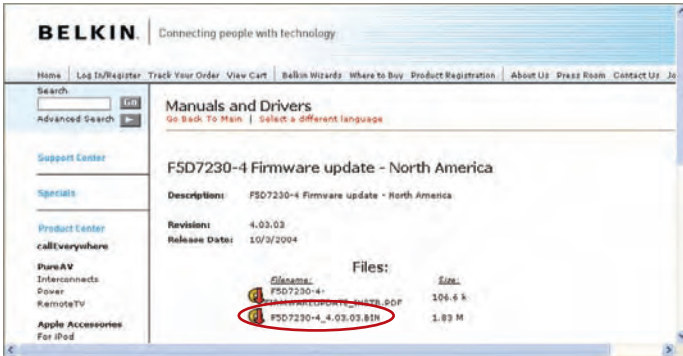 BELKIN. Connecting people with technology
Home Log In/Register Track Your Order View Cart Belkin Wizards Where to Buy Product Registration About Us Press Room Contact Us Jo
Search
Go
Advanced Search
Support Center
Specials
Product Center
callEverywhere
PureAV
Interconnects
Power
RemoteTV
Apple Accessories
For iPod
Manuals and Drivers
Go Back To Main | Select a different language
F5D7230-4 Firmware update - North America
Description: F5D7230-4 Firmware update - North America
Revision: 4.03.03
Release Date: 10/3/2004
Files:
Filename: Size:
F5D7230-4-
FIRMWAREUPDATE_INSTR.PDF 106.6 k
F5D7230-4_4.03.03.BIN 1.83 M